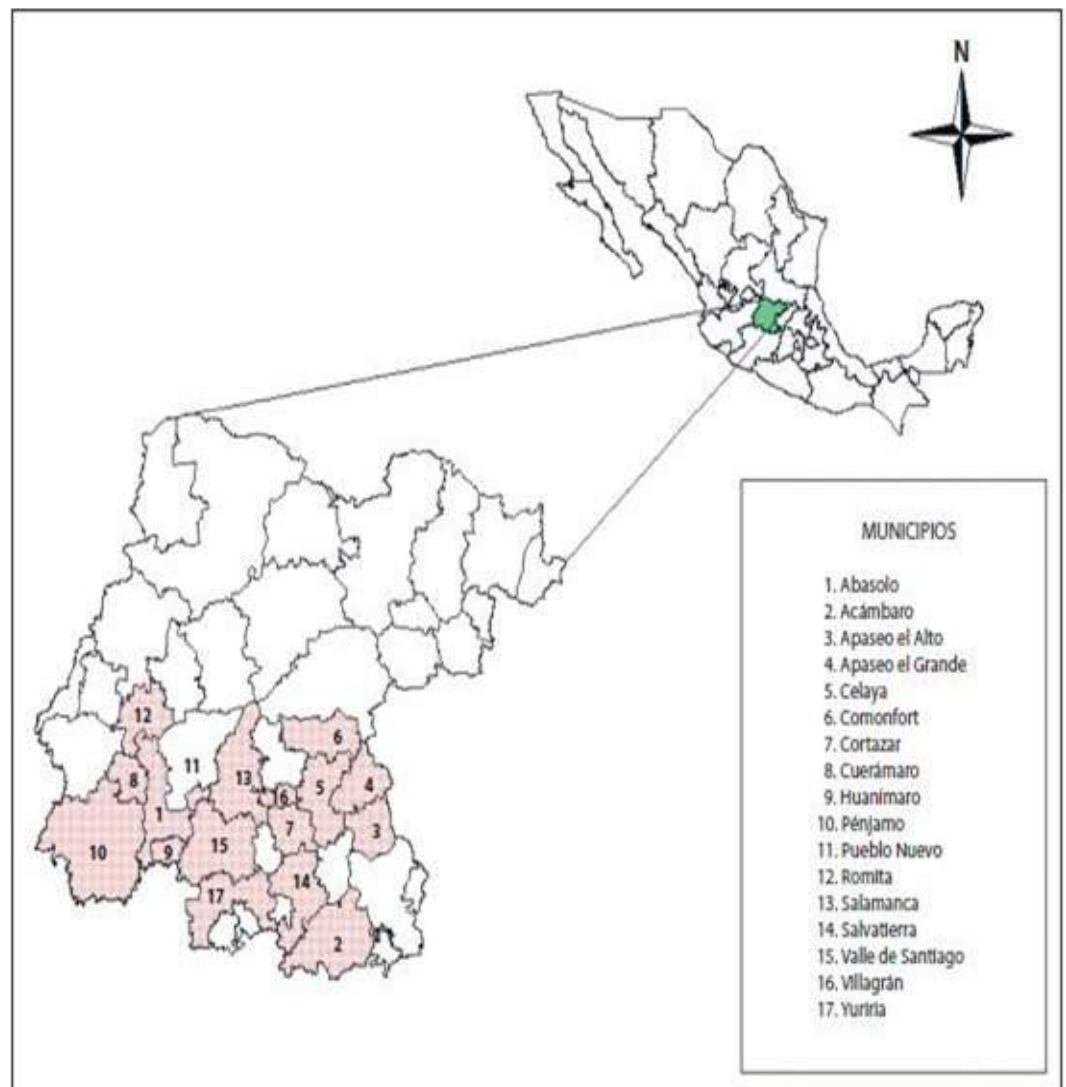 N
MUNICIPIOS
1. Abasolo
2. Acámbaro
3. Apaseo el Alto
4. Apaseo el Grande
5. Celaya
6. Comonfort
7. Cortazar
8. Cuerámaro
9. Huanímaro
10. Pénjamo
11. Pueblo Nuevo
12. Romita
13. Salamanca
14. Salvatierra
15. Valle de Santiago
16. Villagrán
17. Yuriria
12
6
11
8
13
5
4
16
1
7
3
15
10
9
14
17
2